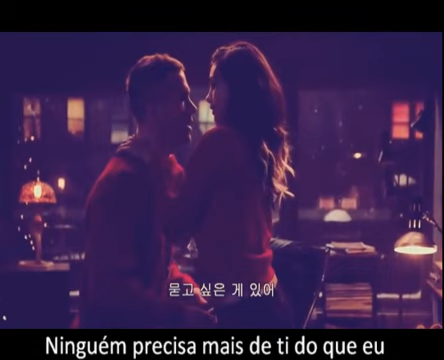 묻고 싶은 게 있어
Ninguém precisa mais de ti do que eu